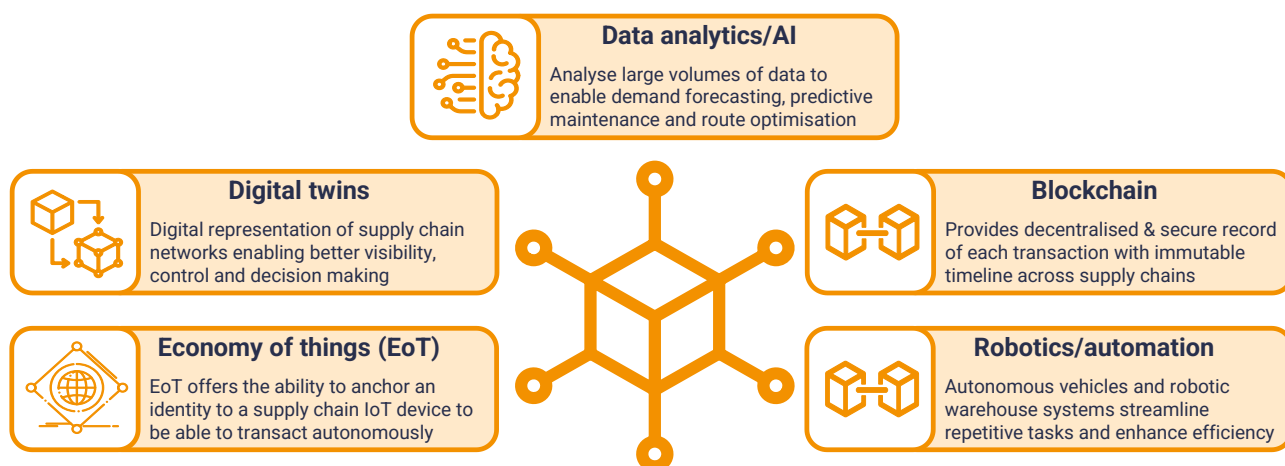 Data analytics/AI
Analyse large volumes of data to
enable demand forecasting, predictive
maintenance and route optimisation
Digital twins
Digital representation of supply chain
networks enabling better visibility,
control and decision making
Blockchain
Provides decentralised & secure record
of each transaction with immutable
timeline across supply chains
Economy of things (EoT)
EoT offers the ability to anchor an
identity to a supply chain IoT device to
be able to transact autonomously
Robotics/automation
Autonomous vehicles and robotic
warehouse systems streamline
repetitive tasks and enhance efficiency